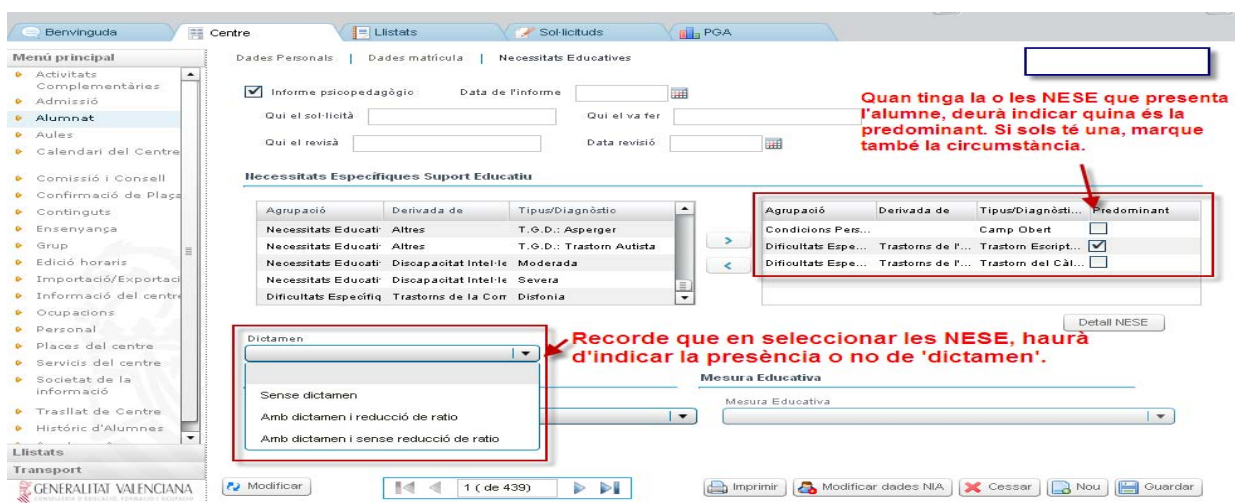 Benvinguda
Centre
Llistats
Sol·licituds
PGA
Menú principal
Activitats
Complementàries
Admissió
Alumnat
Aules
Calendari del Centre
Comissió i Consell
Confirmació de Plaça
Continguts
Ensenyança
Grup
Edició horaris
Importació/Exportaci
Informació del centre
Ocupacions
Personal
Places del centre
Servicis del centre
Societat de la
informació
Trasllat de Centre
Històric d'Alumnes
Llistats
Transport
GENERALITAT VALENCIANA
Dades Personals | Dades matrícula | Necessitats Educatives
Informe psicopedagògic Data de l'informe
Qui el sol·licità Qui el va fer
Qui el revisà Data revisió
Quan tinga la o les NESE que presenta
l'alumne, deurà indicar quina és la
predominant. Si sols té una, marque
també la circumstància.
Necessitats Específiques Suport Educatiu
Agrupació Derivada de Tipus/Diagnòstic
Necessitats Educati Altres T.G.D.: Asperger
Necessitats Educati Altres T.G.D.: Trastorn Autista
Necessitats Educati Discapacitat Intel·le Moderada
Necessitats Educati Discapacitat Intel·le Severa
Dificultats Específiq Trastorns de la Com Disfonia
> 
<
Agrupació Derivada de Tipus/Diagnòsti... Predominant
Condicions Pers... Camp Obert
Dificultats Espe... Trastorns de l'... Trastorn Escript...
Dificultats Espe... Trastorns de l'... Trastorn del Càl...
Detall NESE
Dictamen
Sense dictamen
Amb dictamen i reducció de ratio
Amb dictamen i sense reducció de ratio
Recorde que en seleccionar les NESE, haurà
d'indicar la presència o no de 'dictamen'.
Mesura Educativa
Mesura Educativa
Modificar
1 ( de 439)
Imprimir
Modificar dades NIA
Cessar
Nou
Guardar